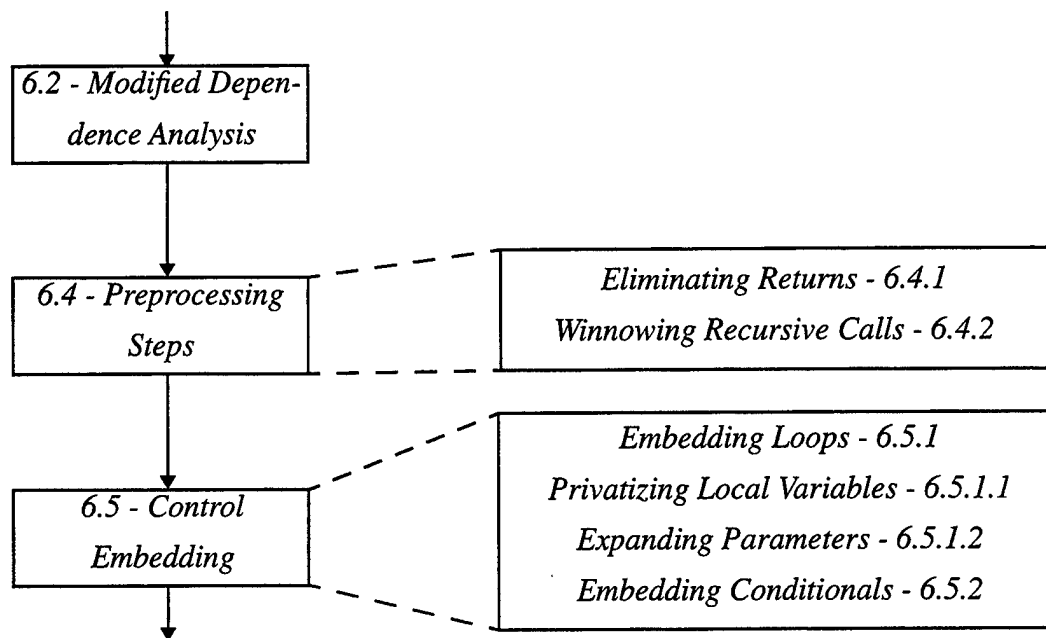 6.2 - Modified Depen-
dence Analysis
6.4 - Preprocessing
Steps
Eliminating Returns - 6.4.1
Winnowing Recursive Calls - 6.4.2
6.5 - Control
Embedding
Embedding Loops - 6.5.1
Privatizing Local Variables - 6.5.1.1
Expanding Parameters - 6.5.1.2
Embedding Conditionals - 6.5.2